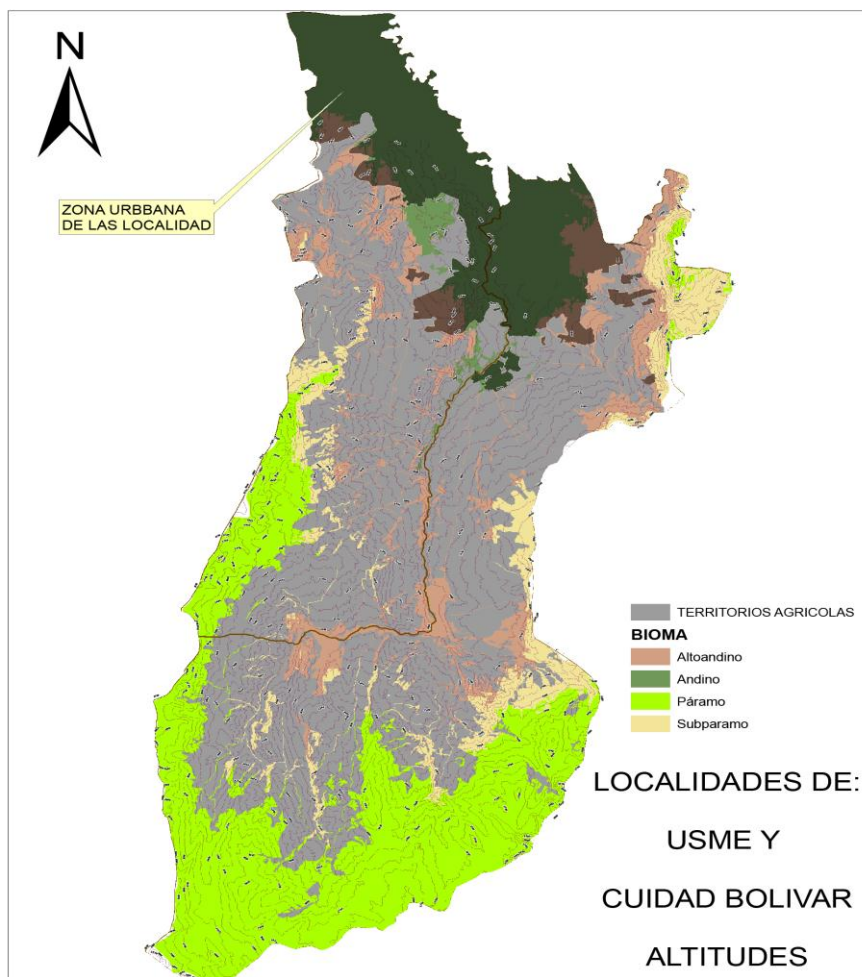 N
ZONA URBBANA
DE LAS LOCALIDAD
TERRITORIOS AGRICOLAS
BIOMA
Altoandino
Andino
Páramo
Subparamo
LOCALIDADES DE:
USME Y
CUIDAD BOLIVAR
ALTITUDES